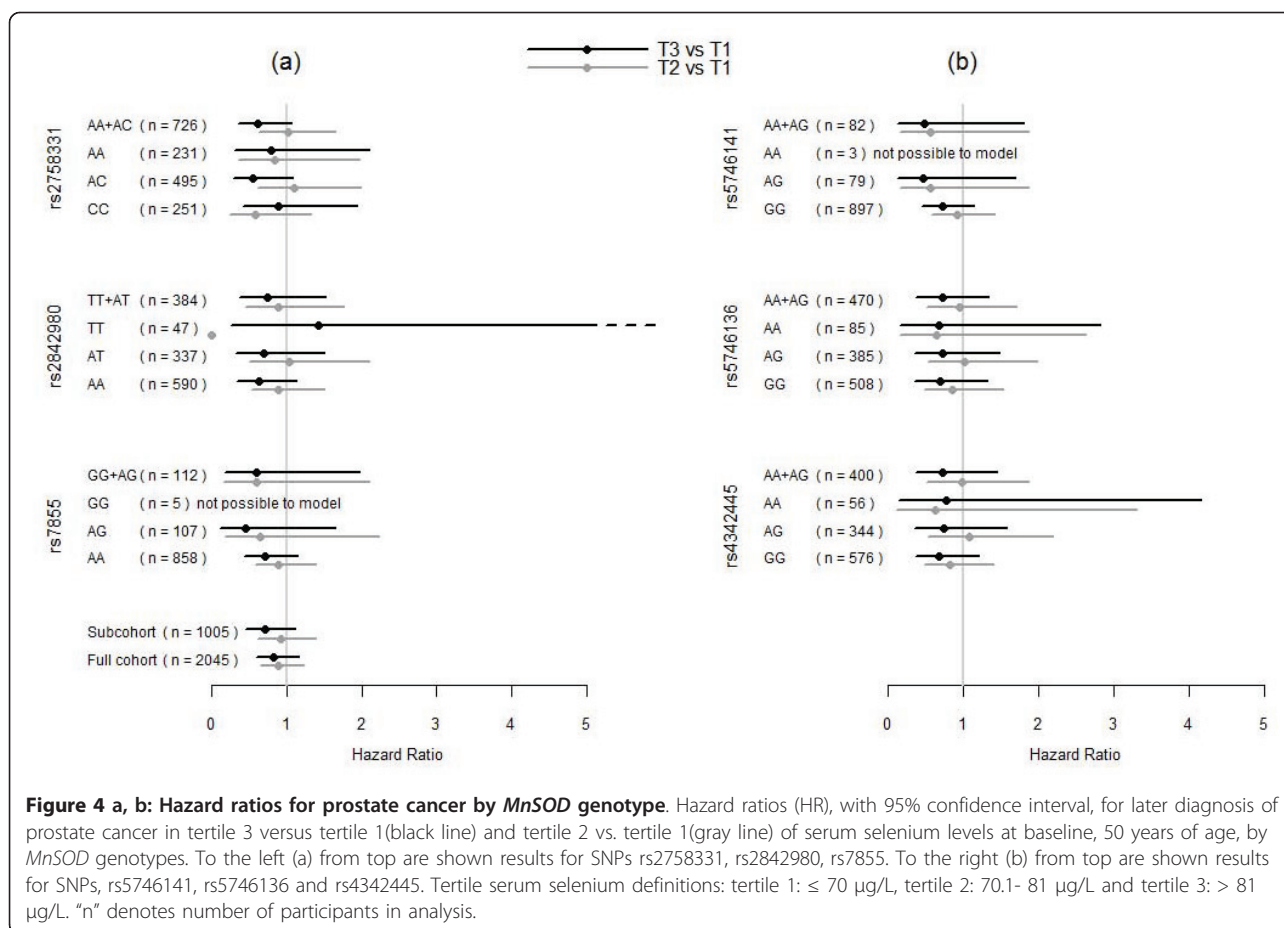 (a)
T3 vs T1
T2 vs T1
(b)
rs2758331
AA+AC ( n = 726 )
AA ( n = 231 )
AC ( n = 495 )
CC ( n = 251 )
rs2842980
TT+AT ( n = 384 )
TT ( n = 47 )
AT ( n = 337 )
AA ( n = 590 )
rs7855
GG+AG ( n = 112 )
GG ( n = 5 ) not possible to model
AG ( n = 107 )
AA ( n = 858 )
Subcohort ( n = 1005 )
Full cohort ( n = 2045 )
0 1 2 3 4 5
Hazard Ratio
rs5746141
AA+AG ( n = 82 )
AA ( n = 3 ) not possible to model
AG ( n = 79 )
GG ( n = 897 )
rs5746136
AA+AG ( n = 470 )
AA ( n = 85 )
AG ( n = 385 )
GG ( n = 508 )
rs4342445
AA+AG ( n = 400 )
AA ( n = 56 )
AG ( n = 344 )
GG ( n = 576 )
0 1 2 3 4 5
Hazard Ratio
Figure 4 a, b: Hazard ratios for prostate cancer by MnSOD genotype. Hazard ratios (HR), with 95% confidence interval, for later diagnosis of
prostate cancer in tertile 3 versus tertile 1(black line) and tertile 2 vs. tertile 1(gray line) of serum selenium levels at baseline, 50 years of age, by
MnSOD genotypes. To the left (a) from top are shown results for SNPs rs2758331, rs2842980, rs7855. To the right (b) from top are shown results
for SNPs, rs5746141, rs5746136 and rs4342445. Tertile serum selenium definitions: tertile 1: ≤ 70 μg/L, tertile 2: 70.1- 81 μg/L and tertile 3: > 81
μg/L. “n” denotes number of participants in analysis.